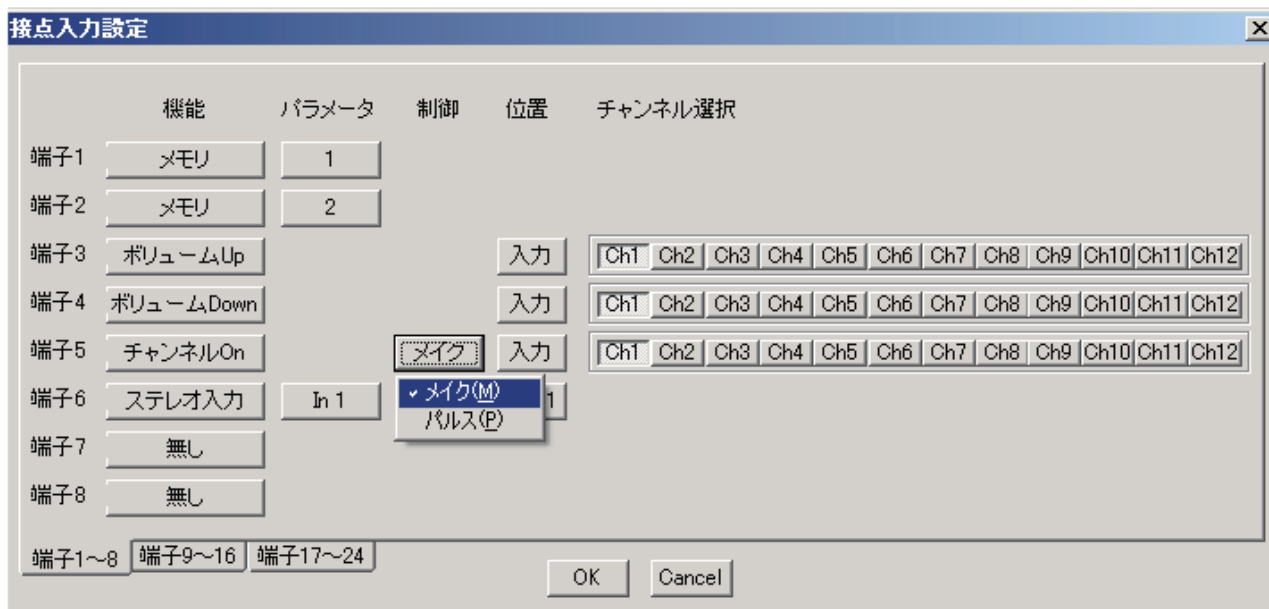 接点入力設定
機能 パラメータ 制御 位置 チャンネル選択
端子1 メモリ 1
端子2 メモリ 2
端子3 ボリュームUp 入力 Ch1 Ch2 Ch3 Ch4 Ch5 Ch6 Ch7 Ch8 Ch9 Ch10 Ch11 Ch12
端子4 ボリュームDown 入力 Ch1 Ch2 Ch3 Ch4 Ch5 Ch6 Ch7 Ch8 Ch9 Ch10 Ch11 Ch12
端子5 チャンネルOn メイク 入力 Ch1 Ch2 Ch3 Ch4 Ch5 Ch6 Ch7 Ch8 Ch9 Ch10 Ch11 Ch12
端子6 ステレオ入力 In 1 メイク(M) 1
パルス(P)
端子7 無し
端子8 無し
端子1～8 端子9～16 端子17～24
OK Cancel